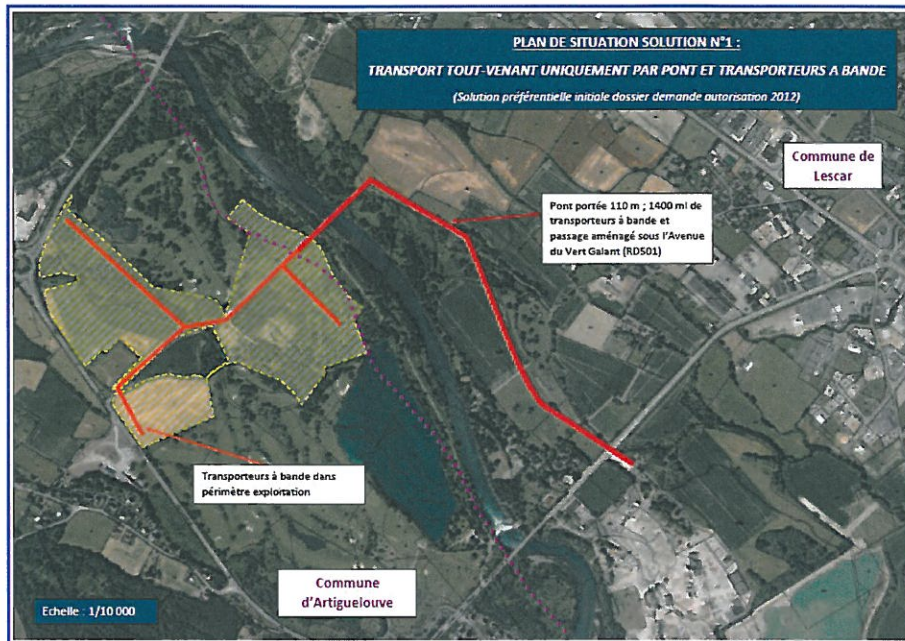 PLAN DE SITUATION SOLUTION N°1 :
TRANSPORT TOUT-VENANT UNIQUEMENT PAR PONT ET TRANSPORTEURS A BANDE
(Solution préférentielle initiale dossier demande autorisation 2012)
Commune de
Lescar
Pont portée 110 m ; 1400 ml de
transporteurs à bande et
passage aménagé sous l'Avenue
du Vert Galant (RD501)
Transporteurs à bande dans
périmètre exploitation
Commune
d'Artiguelouve
Echelle : 1/10 000